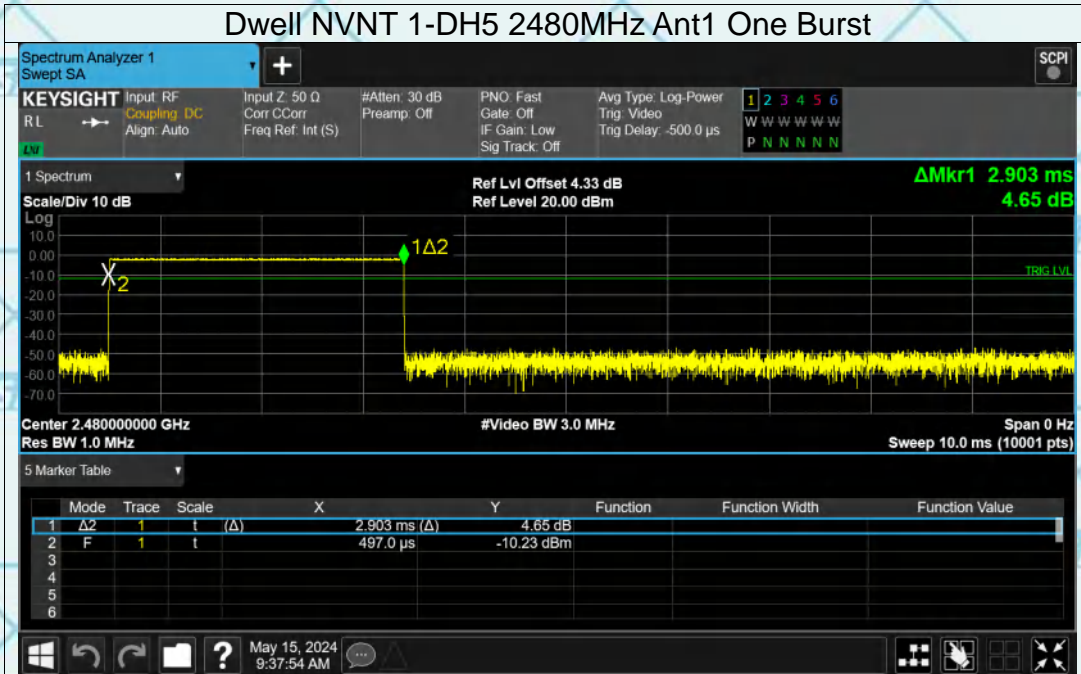 Dwell NVNT 1-DH5 2480MHz Ant1 One Burst
Spectrum Analyzer 1
Swept SA
+
SCPI
KEYSIGHT
RL
LNI
Input: RF
Coupling: DC
Align: Auto
Input Z: 50 Ω
Corr CCorr
Freq Ref: Int (S)
#Atten: 30 dB
Preamp: Off
PNO: Fast
Gate: Off
IF Gain: Low
Sig Track: Off
Avg Type: Log-Power
Trig: Video
Trig Delay: -500.0 µs
1 2 3 4 5 6
W W W W W W
P N N N N N
1 Spectrum
Scale/Div 10 dB
Ref Lvl Offset 4.33 dB
Ref Level 20.00 dBm
ΔMkr1 2.903 ms
4.65 dB
Log
10.0
0.00
-10.0
-20.0
-30.0
-40.0
-50.0
-60.0
-70.0
1Δ2
X2
TRIG LVL
Center 2.480000000 GHz
#Video BW 3.0 MHz
Span 0 Hz
Res BW 1.0 MHz
Sweep 10.0 ms (10001 pts)
5 Marker Table
Mode Trace Scale X Y Function Function Width Function Value
1 Δ2 1 t (Δ) 2.903 ms (Δ) 4.65 dB
2 F 1 t 497.0 µs -10.23 dBm
3
4
5
6
?
May 15, 2024
9:37:54 AM